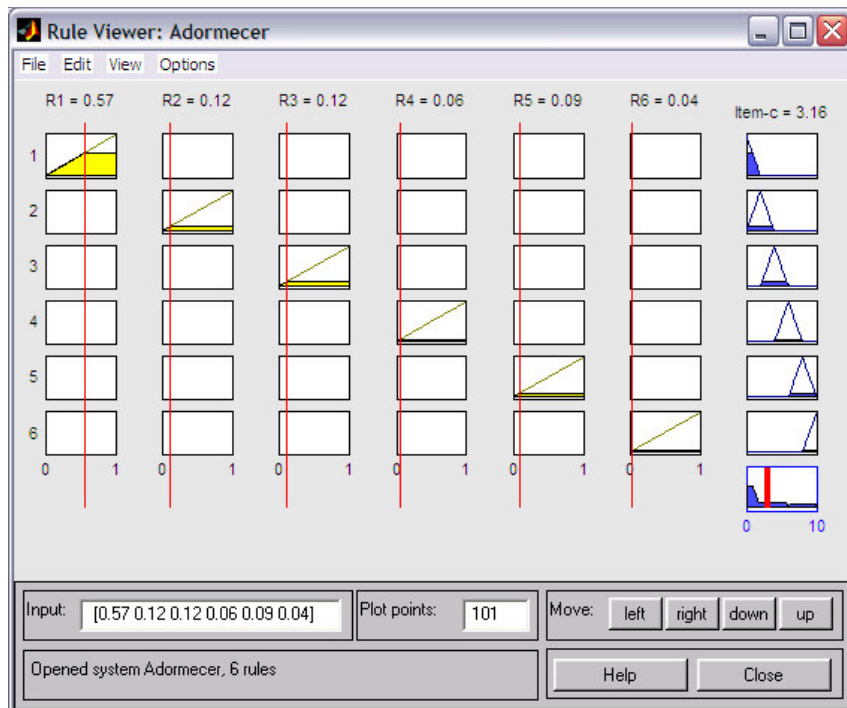 Rule Viewer: Adormecer
File Edit View Options
R1 = 0.57 R2 = 0.12 R3 = 0.12 R4 = 0.06 R5 = 0.09 R6 = 0.04 Item-c = 3.16
1
2
3
4
5
6
0 1 0 1 0 1 0 1 0 1 0 1
0 10
Input: [0.57 0.12 0.12 0.06 0.09 0.04] Plot points: 101 Move: left right down up
Opened system Adormecer, 6 rules Help Close